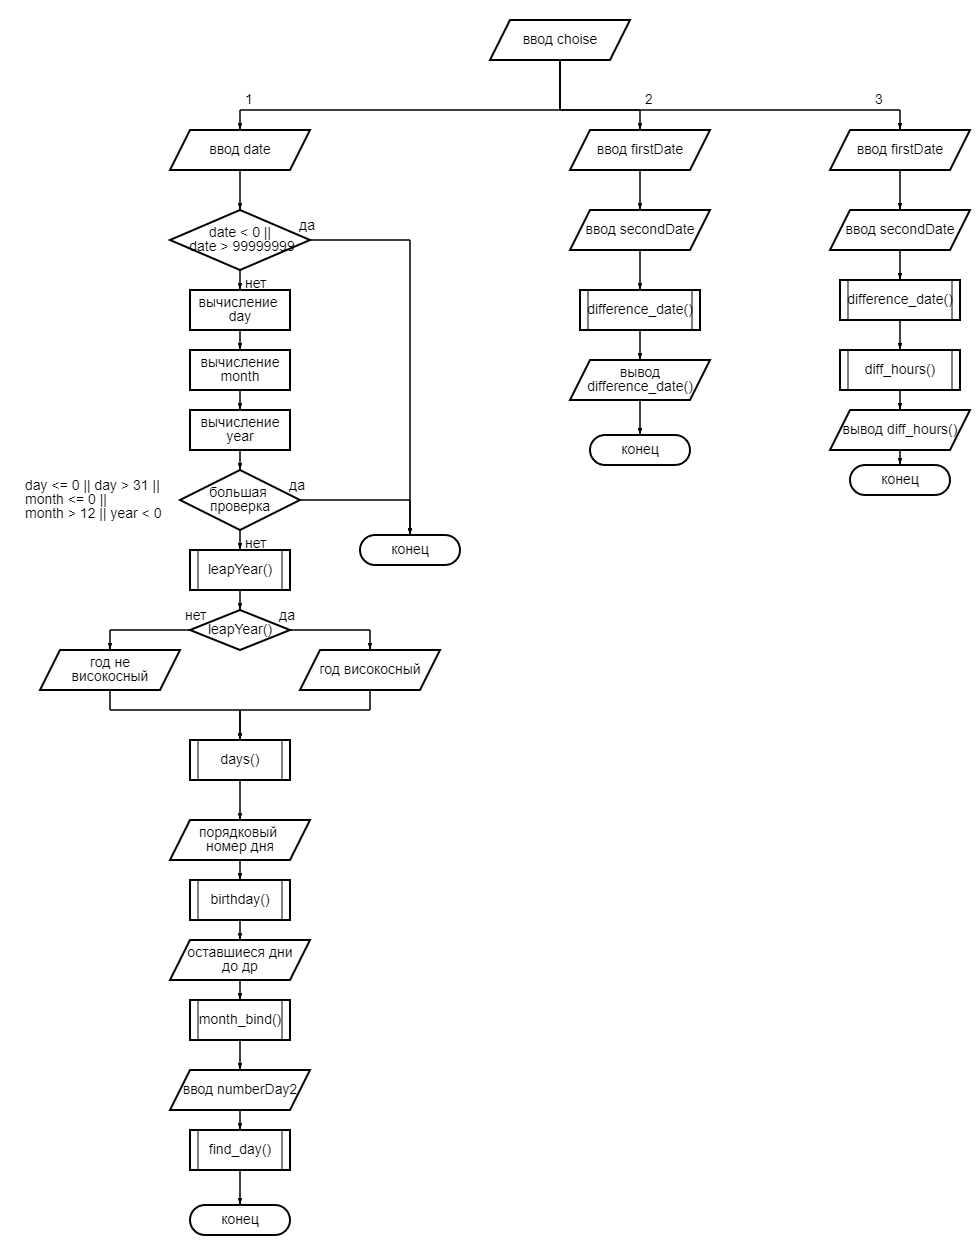 ввод choise
1
2
3
ввод date
ввод firstDate
ввод firstDate
да
date < 0 ||
date > 99999999
ввод secondDate
ввод secondDate
нет
вычисление
day
difference_date()
difference_date()
вычисление
month
вывод
difference_date()
diff_hours()
вычисление
year
вывод diff_hours()
конец
конец
day <= 0 || day > 31 ||
month <= 0 ||
month > 12 || year < 0
да
большая
проверка
нет
конец
leapYear()
нет
да
leapYear()
год не
високосный
год високосный
days()
порядковый
номер дня
birthday()
оставшиеся дни
до др
month_bind()
ввод numberDay2
find_day()
конец